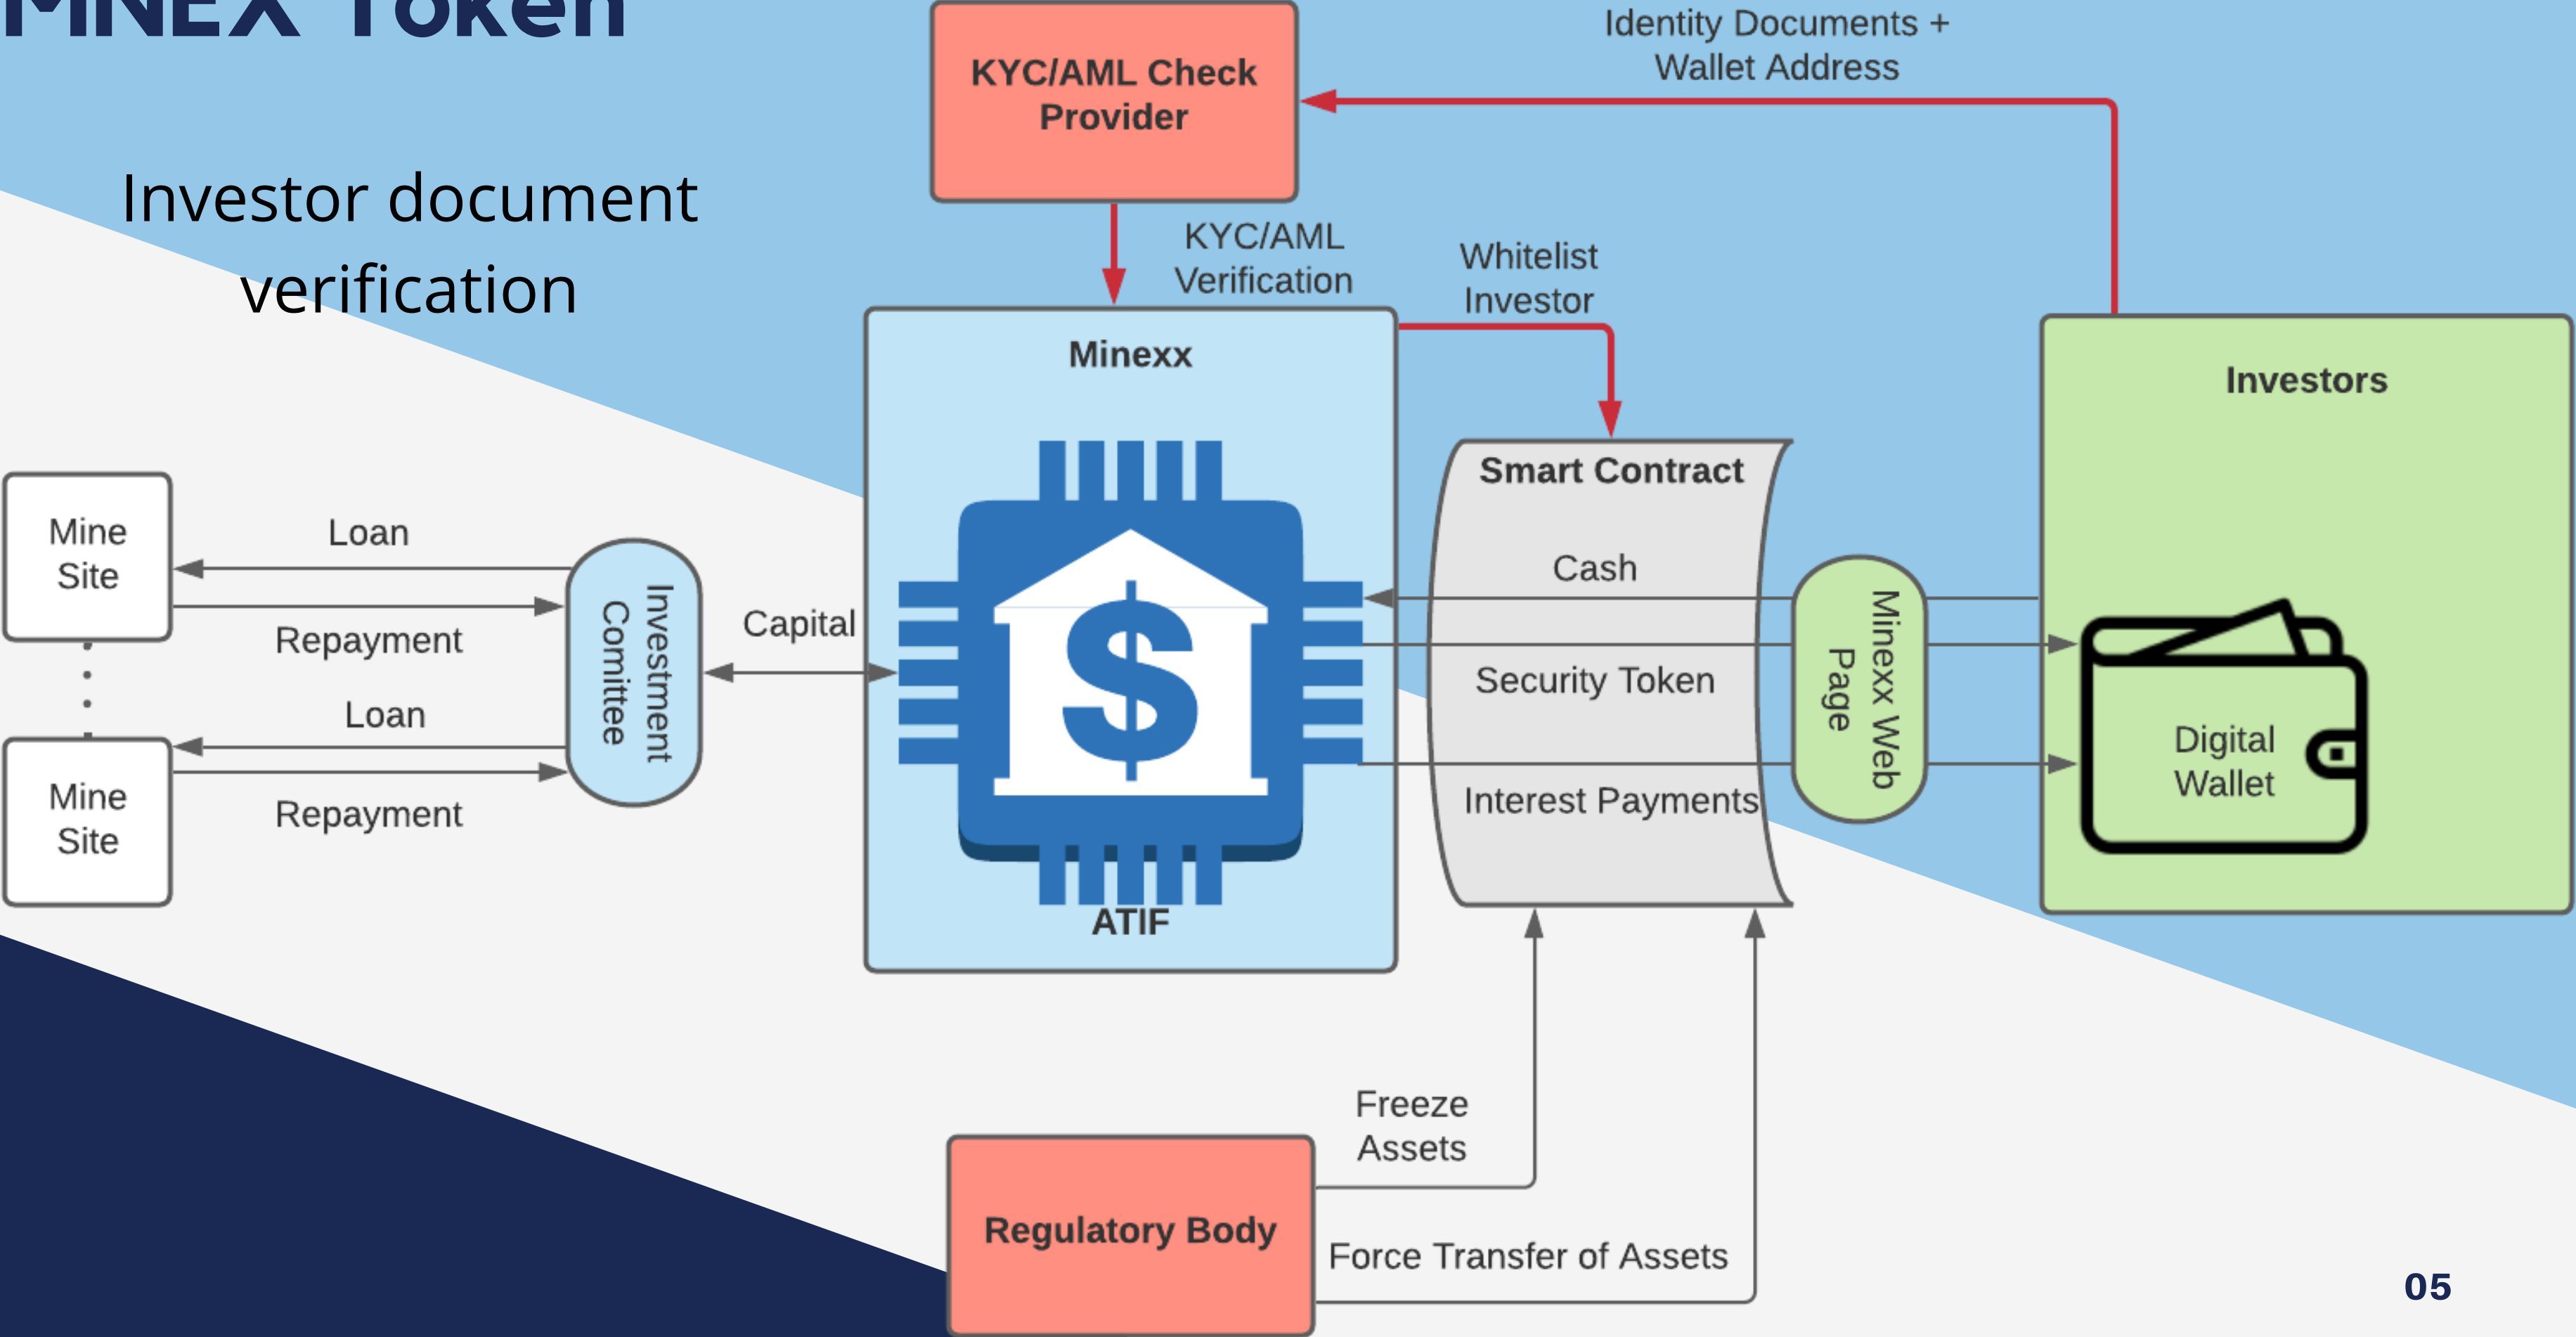 MNEX Token
Investor document
verification
KYC/AML Check
Provider
Identity Documents +
Wallet Address
KYC/AML
Verification
Whitelist
Investor
Minexx
ATIF
Smart Contract
Cash
Security Token
Interest Payments
Minexx Web
Page
Investors
Digital
Wallet
Mine
Site
Loan
Repayment
Mine
Site
Loan
Repayment
Investment
Comittee
Capital
Regulatory Body
Freeze
Assets
Force Transfer of Assets
05